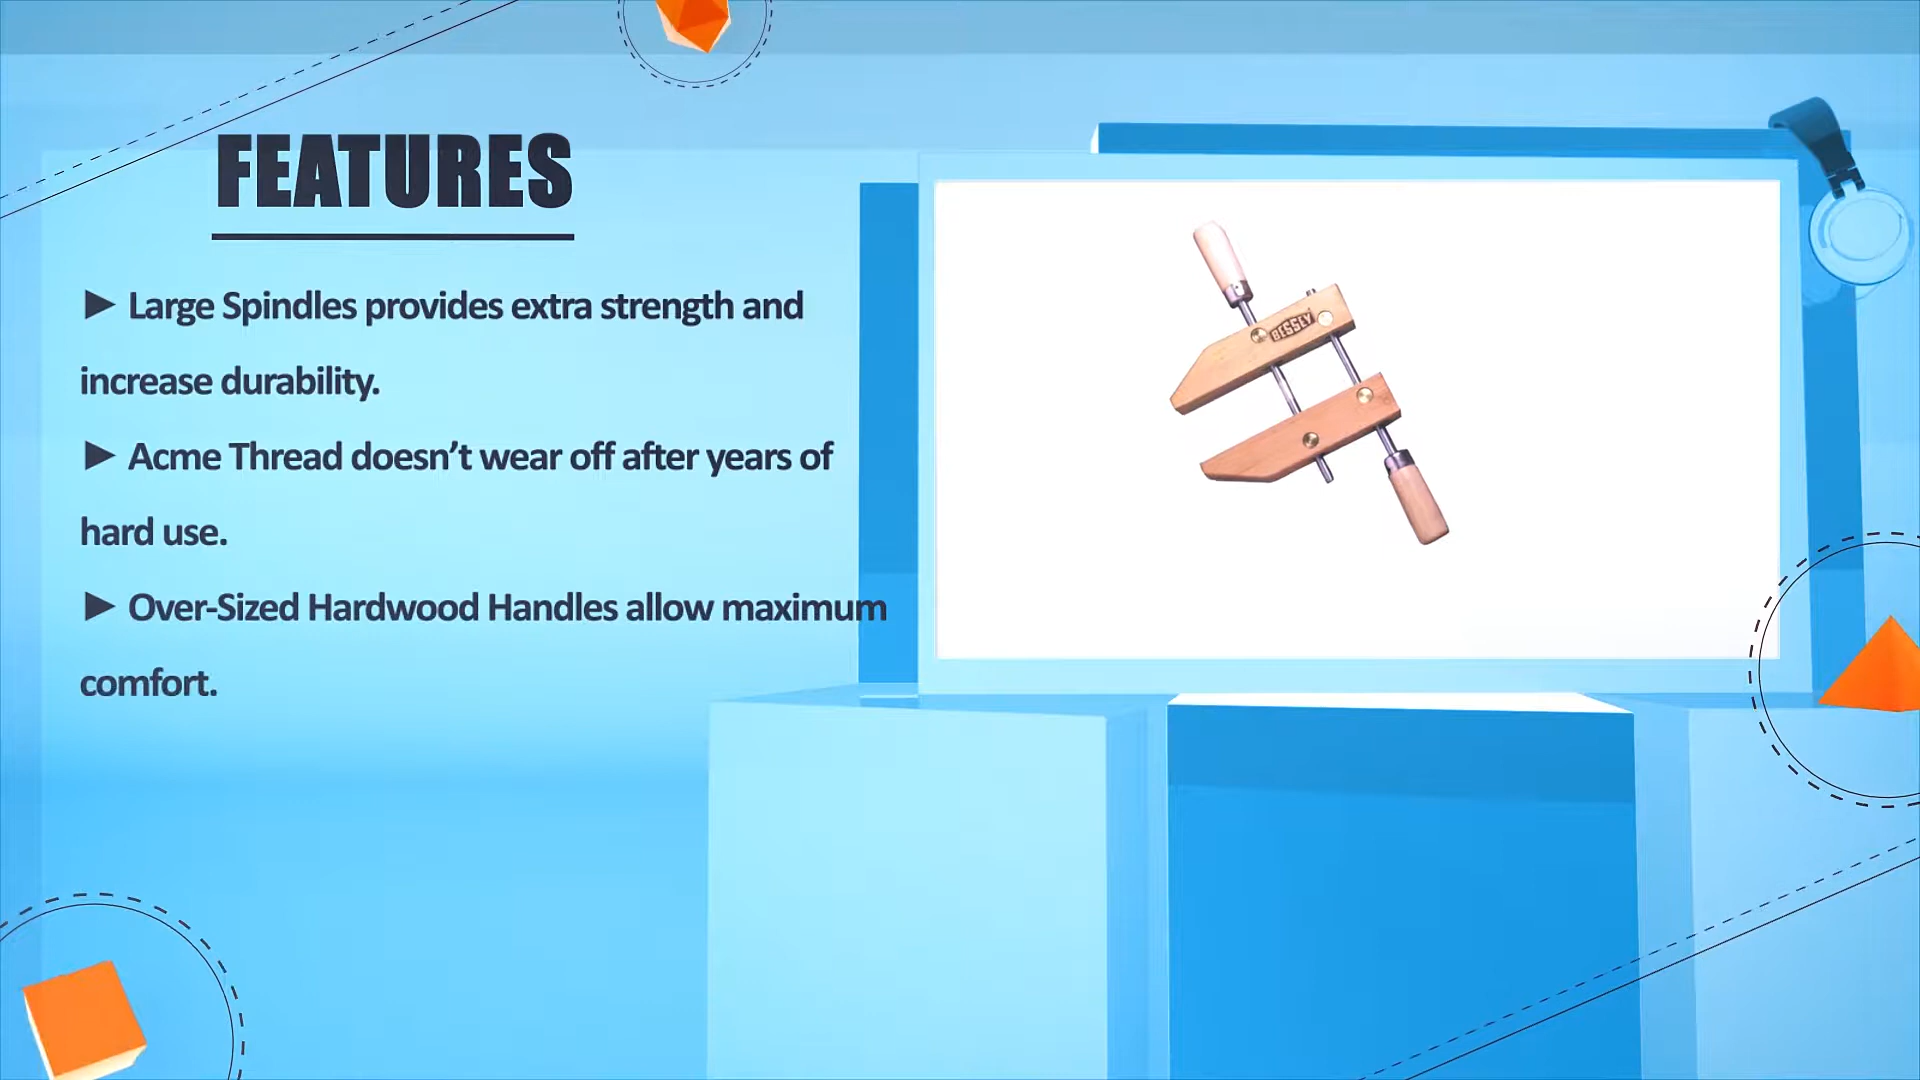 FEATURES
► Large Spindles provides extra strength and
increase durability.
► Acme Thread doesn’t wear off after years of
hard use.
► Over-Sized Hardwood Handles allow maximum
comfort.
BESSEY